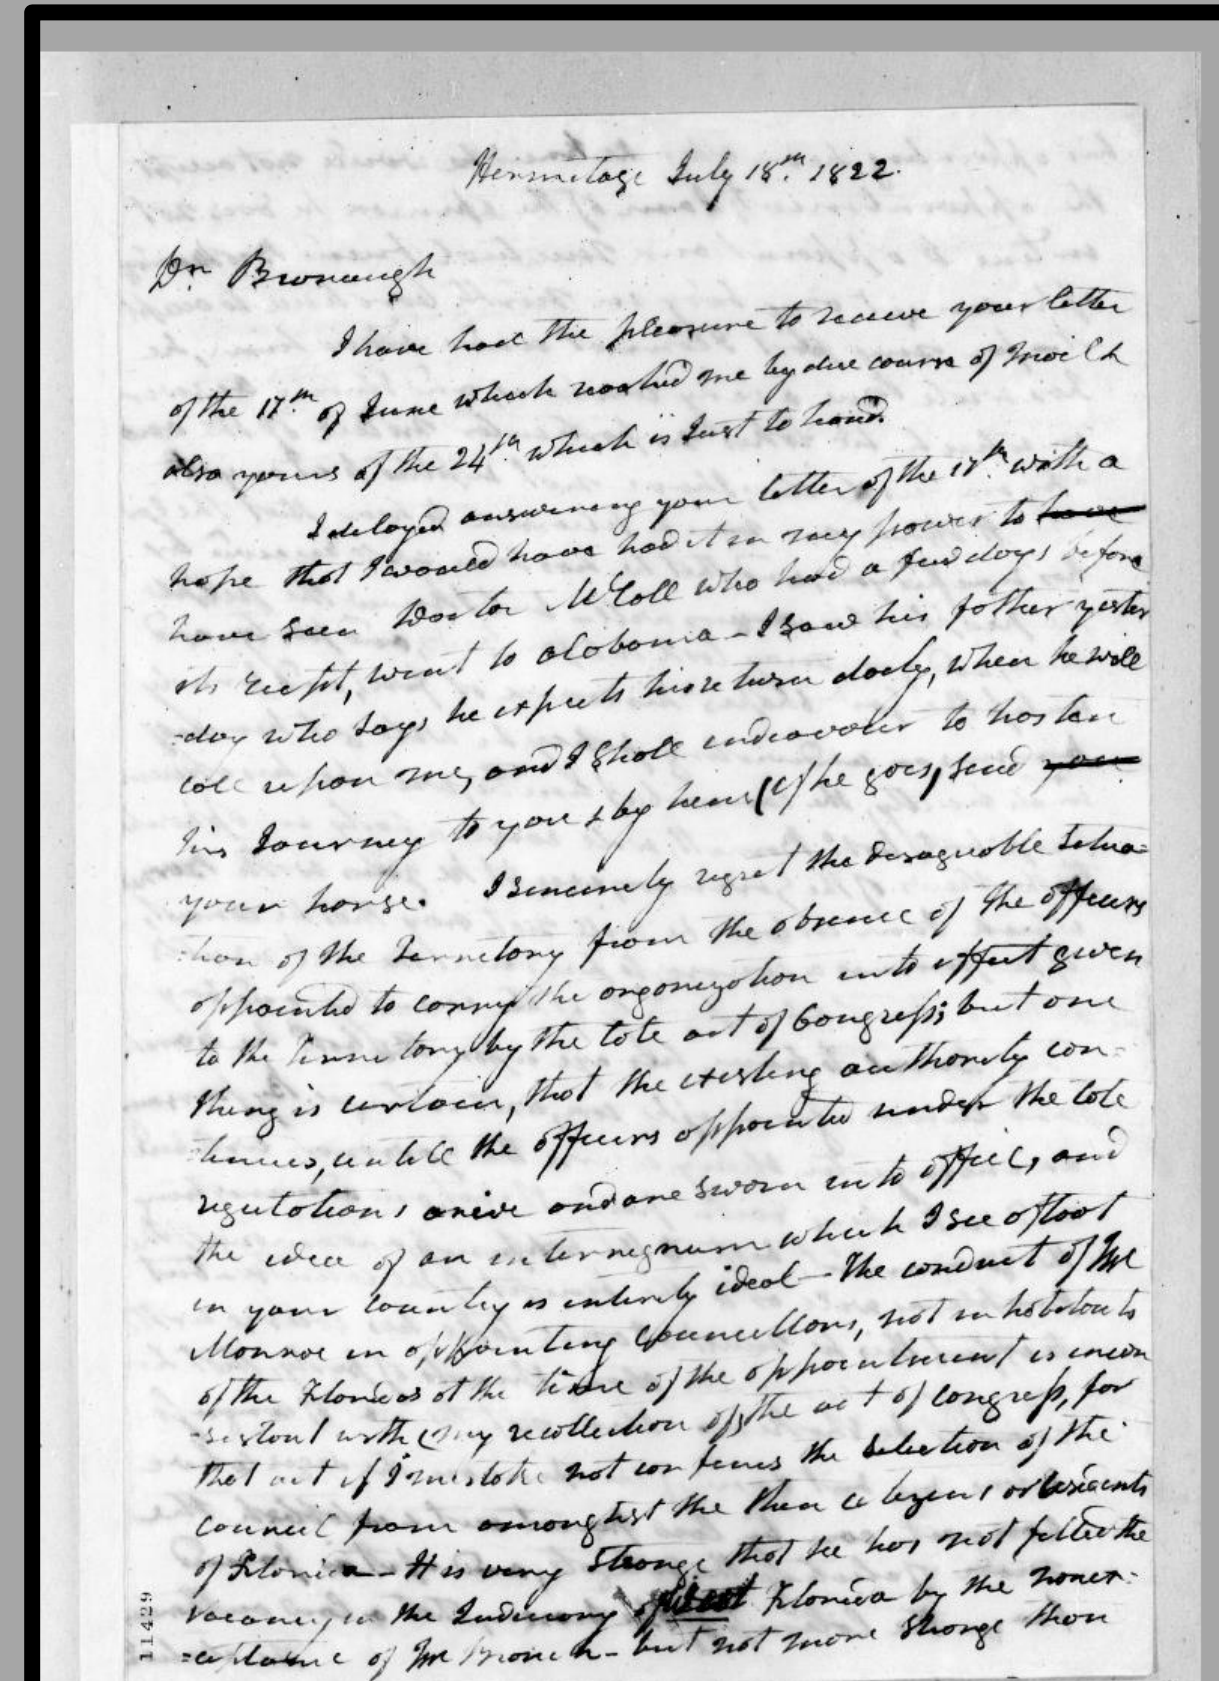 Hermitage July 18th. 1822.
Dr. Bronaugh
I have had the pleasure to receive your letter
of the 17th. of June which reached me by due course of mail &
also yours of the 24th. which is Just to hand.
I delayed answering your letter of the 17th. with a
hope that I would have had it in my power to have
have seen Doctor McCall who had a few days before
its recpt, went to alabama - I saw his father yester
=day who says he expects his return daily, when he will
call upon me, and I shall endeavour to hasten
his Journey to you & by him (if he goes) send your
your horse. I sincerely regret the disagreable situa=
=tion of the Territory from the absence of the officers
appointed to carry the organization into effect given
to the Territory by the late act of Congress; but one
thing is certain, that the existing authority con=
=tinues, untill the officers appointed under the late
regulations arive and are sworn into office, and
the idea of an interregnum which I see afloat
in your country is entirely ideal - The conduct of Mr
Monroe in appointing Councellors, not inhabitants
of the Floridas at the time of the appointment is incon
=sistant with (my recollection of) the act of congress, for
that act if I mistake not confines the selection of the
council from amonghst the then citizens or residents
of Florida - It is very strange that he has not filled the
vacancy in the Judiciary of Florida by the nonex=
=ceptance of Mr - but not more strange than
11429